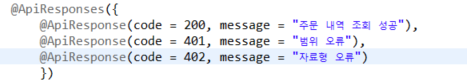 @ApiResponses({
@ApiResponse(code = 200, message = "주문 내역 조회 성공"),
@ApiResponse(code = 401, message = "범위 오류"),
@ApiResponse(code = 402, message = "자료형 오류")
})